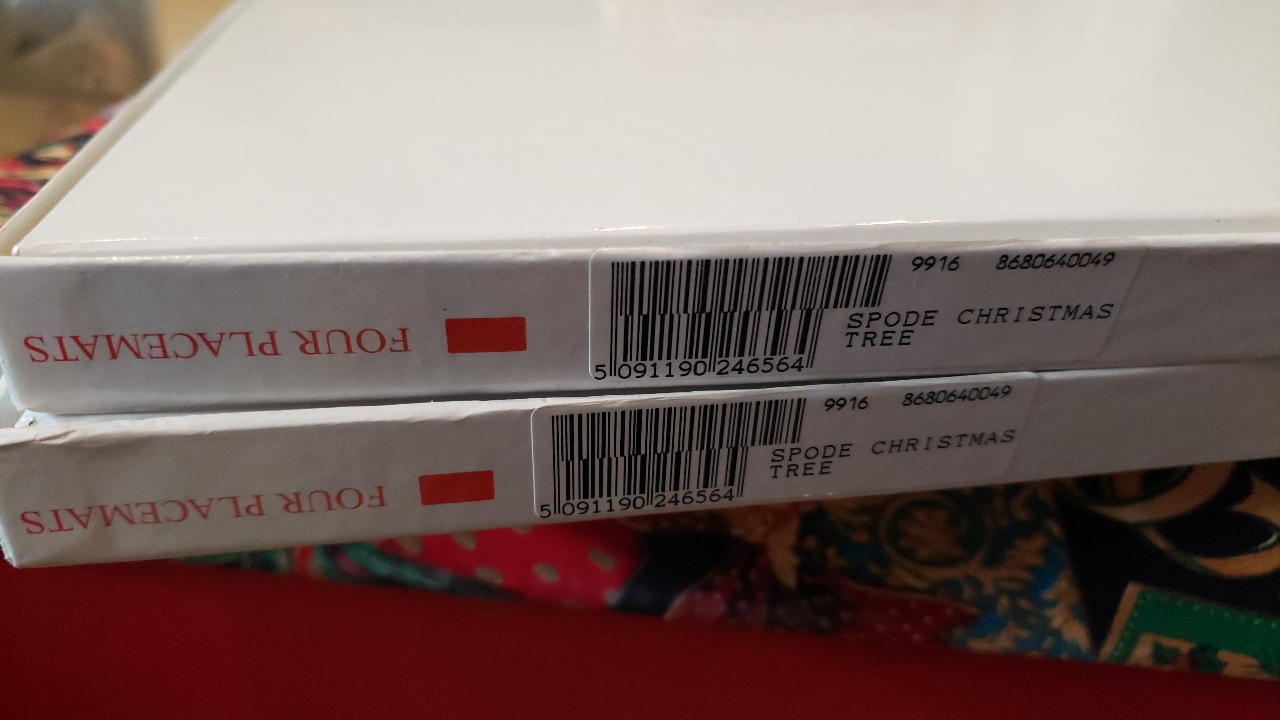 9916 8680640049
SPODE CHRISTMAS
TREE
5 091190 246564
FOUR PLACEMATS
9916 8680640049
SPODE CHRISTMAS
TREE
5 091190 246564
FOUR PLACEMATS